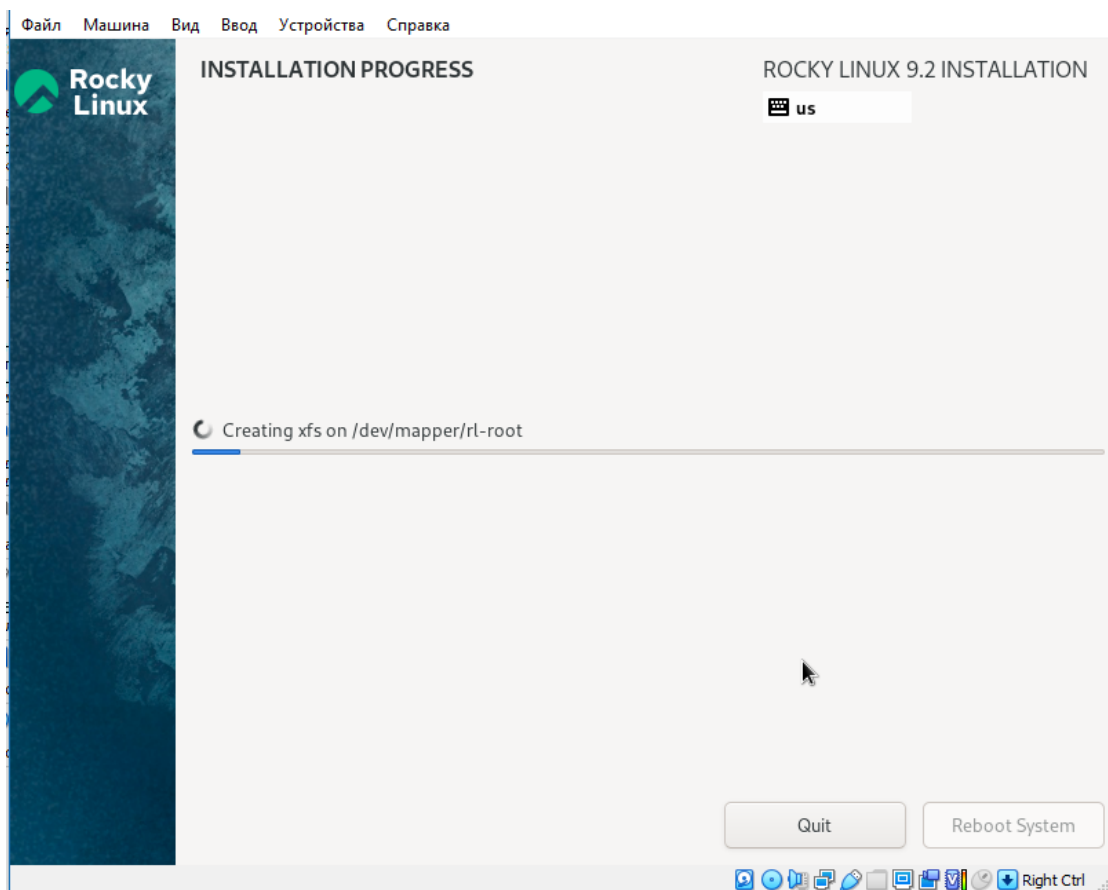 Файл Машина Вид Ввод Устройства Справка
Rocky
Linux
INSTALLATION PROGRESS
ROCKY LINUX 9.2 INSTALLATION
us
Creating xfs on /dev/mapper/rl-root
Quit
Reboot System
Right Ctrl